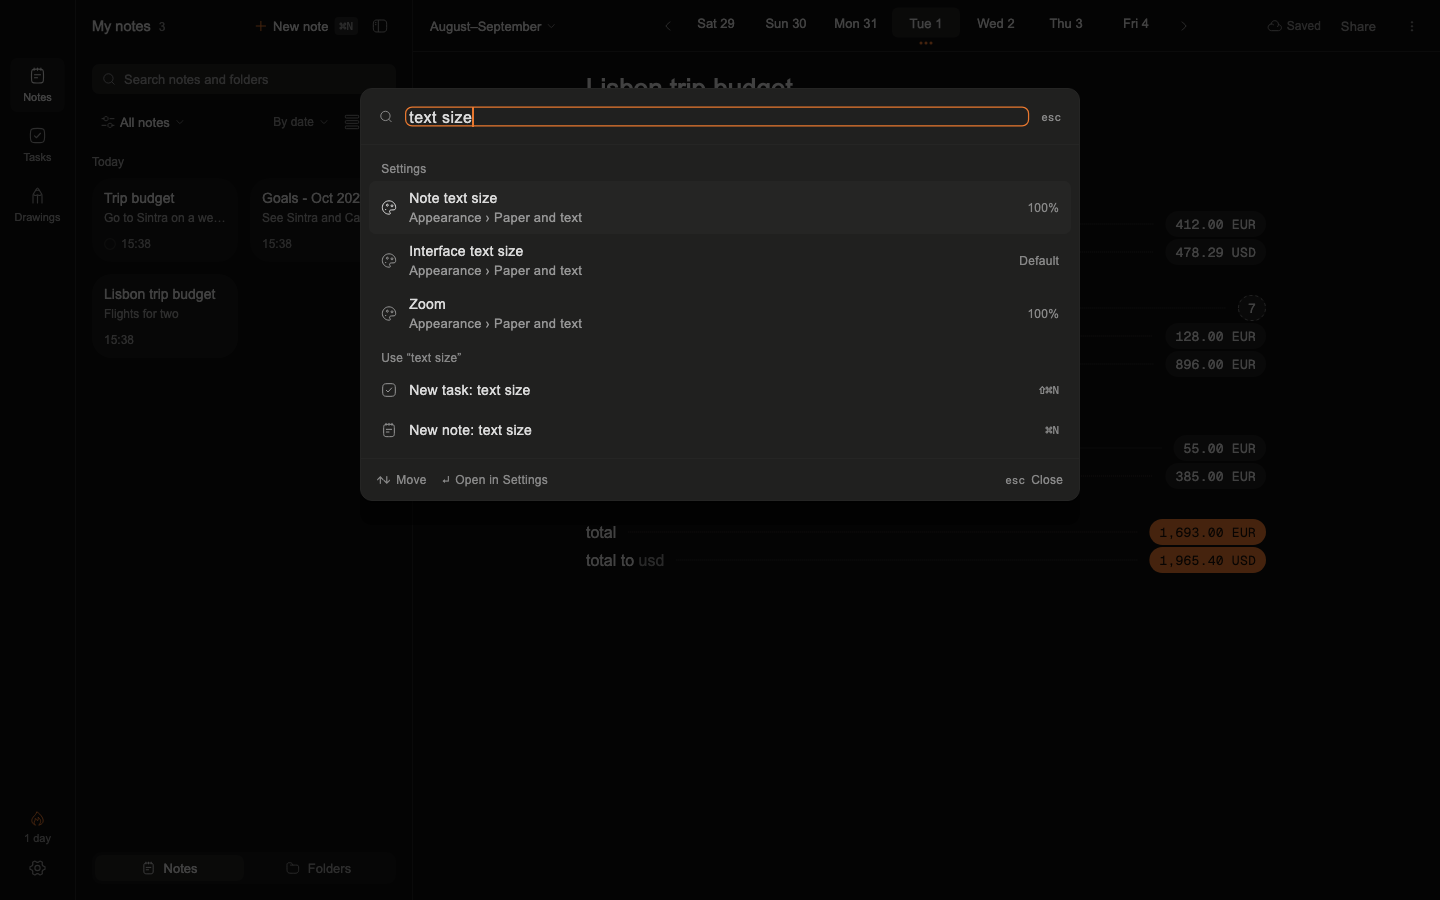 My notes 3
+ New note ⌘N
August–September
Sat 29
Sun 30
Mon 31
Tue 1
Wed 2
Thu 3
Fri 4
Saved
Share
Notes
Tasks
Drawings
Search notes and folders
All notes
By date
Today
Trip budget
Go to Sintra on a we…
15:38
Goals - Oct 202
See Sintra and Ca
15:38
Lisbon trip budget
Flights for two
15:38
Lisbon trip budget
text size
esc
Settings
Note text size
Appearance › Paper and text
100%
Interface text size
Appearance › Paper and text
Default
Zoom
Appearance › Paper and text
100%
Use “text size”
New task: text size
⇧⌘N
New note: text size
⌘N
Move
Open in Settings
esc Close
412.00 EUR
478.29 USD
7
128.00 EUR
896.00 EUR
55.00 EUR
385.00 EUR
total
1,693.00 EUR
total to usd
1,965.40 USD
1 day
Notes
Folders